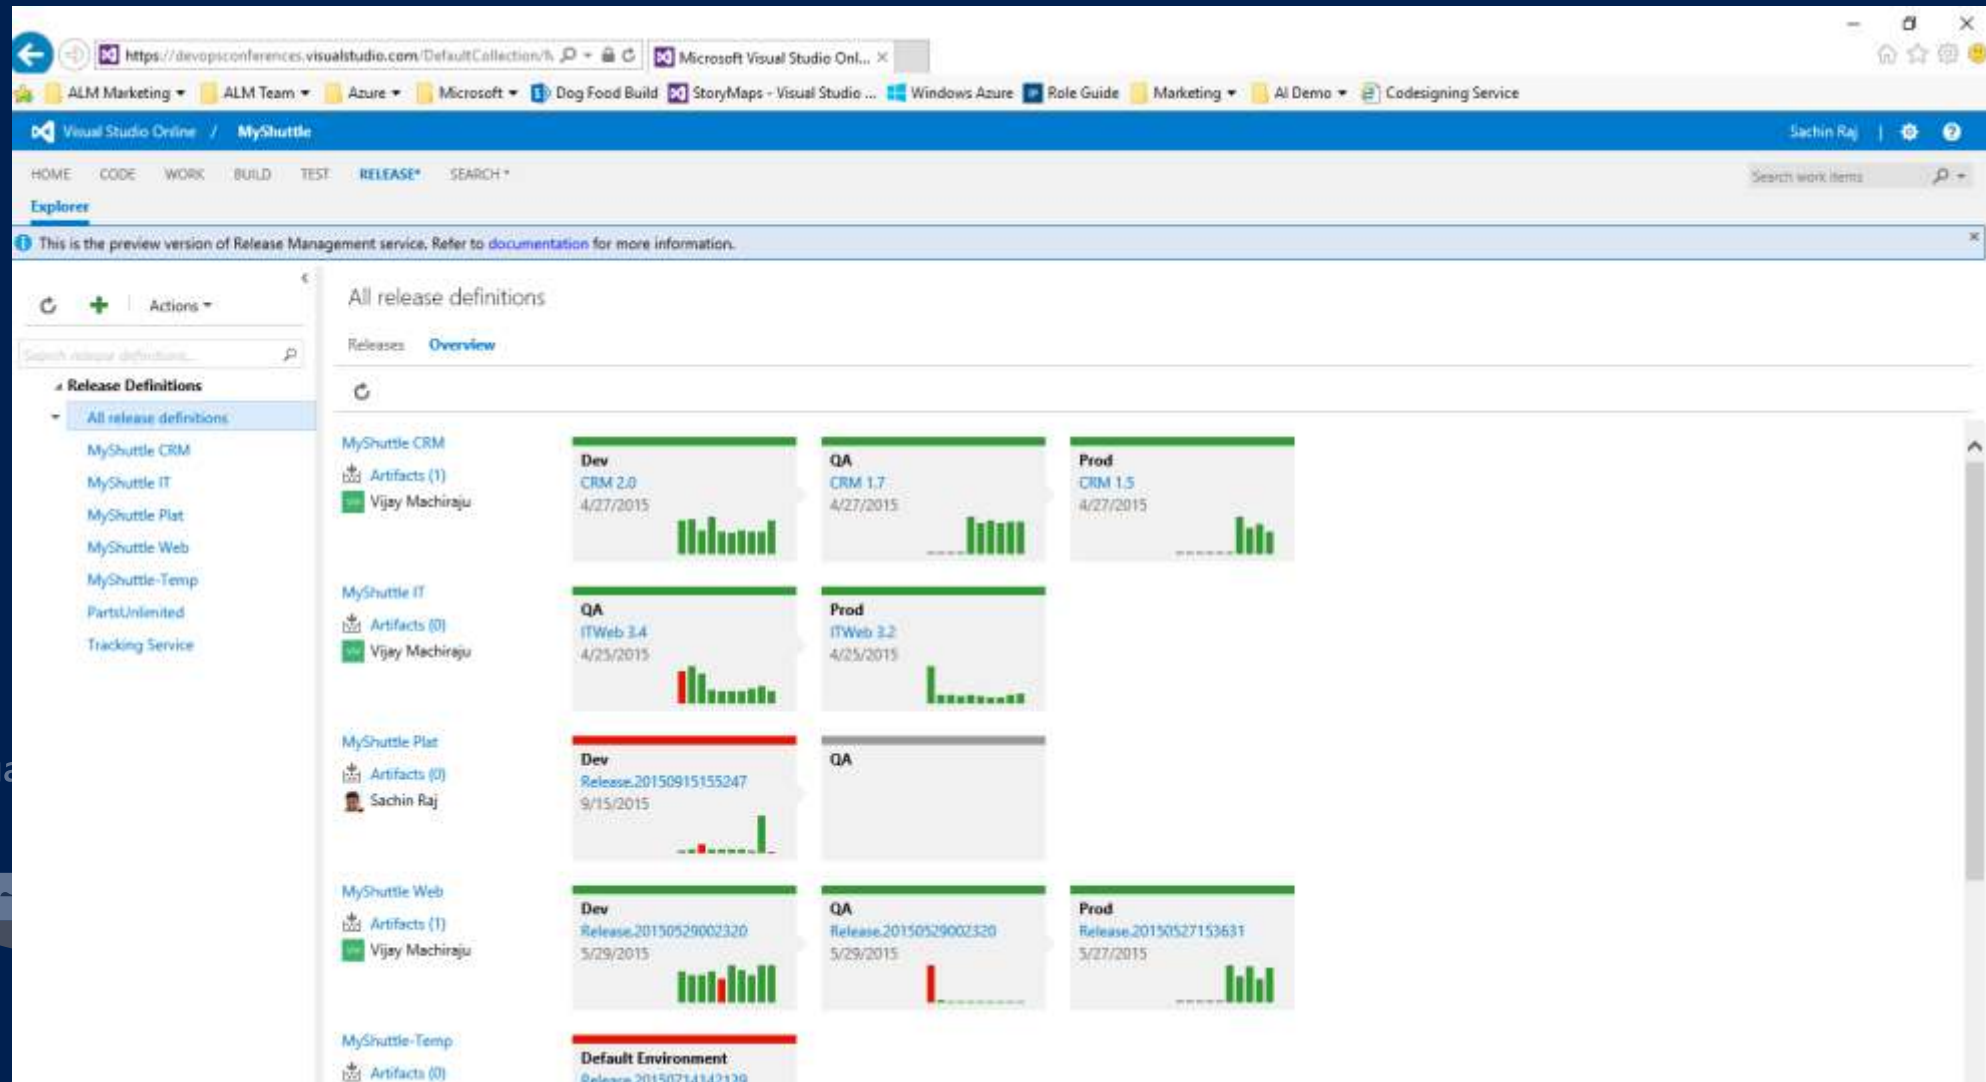 https://devopsconferences.visualstudio.com/DefaultCollection/
Microsoft Visual Studio Onl...
ALM Marketing
ALM Team
Azure
Microsoft
Dog Food Build
StoryMaps - Visual Studio ...
Windows Azure
Role Guide
Marketing
AI Demo
Codesigning Service
Visual Studio Online / MyShuttle
Sachin Raj
HOME CODE WORK BUILD TEST RELEASE* SEARCH *
Search work items
Explorer
This is the preview version of Release Management service. Refer to documentation for more information.
Actions
Search release definitions...
Release Definitions
All release definitions
MyShuttle CRM
MyShuttle IT
MyShuttle Plat
MyShuttle Web
MyShuttle-Temp
PartsUnlimited
Tracking Service
All release definitions
Releases Overview
MyShuttle CRM
Artifacts (1)
Vijay Machiraju
Dev
CRM 2.0
4/27/2015
QA
CRM 1.7
4/27/2015
Prod
CRM 1.5
4/27/2015
MyShuttle IT
Artifacts (0)
Vijay Machiraju
QA
ITWeb 3.4
4/25/2015
Prod
ITWeb 3.2
4/25/2015
MyShuttle Plat
Artifacts (0)
Sachin Raj
Dev
Release.20150915155247
9/15/2015
QA
MyShuttle Web
Artifacts (1)
Vijay Machiraju
Dev
Release.20150529002320
5/29/2015
QA
Release.20150529002320
5/29/2015
Prod
Release.20150527153631
5/27/2015
MyShuttle-Temp
Artifacts (0)
Default Environment
Release.20150714142139